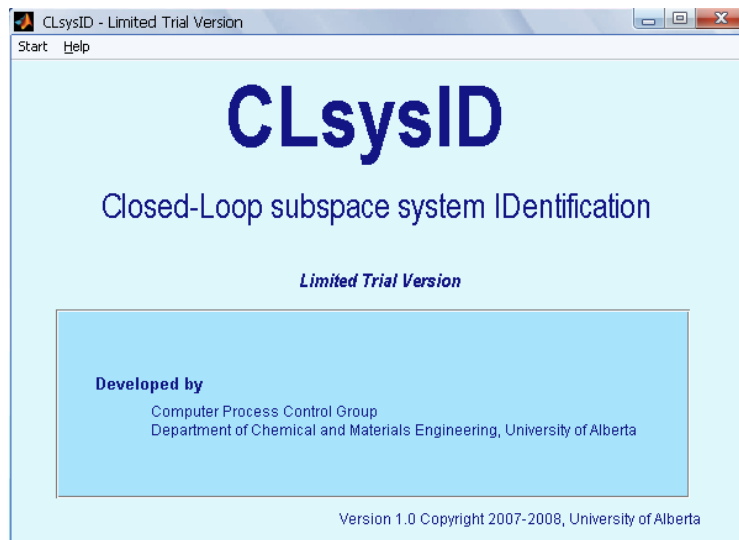 CLsysID - Limited Trial Version
Start Help
CLsysID
Closed-Loop subspace system IDentification
Limited Trial Version
Developed by
Computer Process Control Group
Department of Chemical and Materials Engineering, University of Alberta
Version 1.0 Copyright 2007-2008, University of Alberta